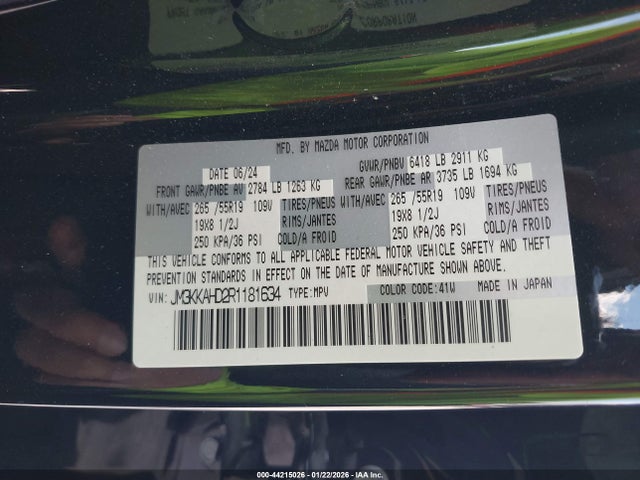 MFD. BY MAZDA MOTOR CORPORATION
DATE 06/24 GVWR/PNBV 6418 LB 2911 KG
FRONT GAWR/PNBE AV 2784 LB 1263 KG REAR GAWR/PNBE AR 3735 LB 1694 KG
WITH/AVEC 265 /55R19 109V TIRES/PNEUS WITH/AVEC 265 /55R19 109V TIRES/PNEUS
19X8 1/2J RIMS/JANTES 19X8 1/2J RIMS/JANTES
250 KPA/36 PSI COLD/A FROID 250 KPA/36 PSI COLD/A FROID
THIS VEHICLE CONFORMS TO ALL APPLICABLE FEDERAL MOTOR VEHICLE SAFETY AND THEFT
PREVENTION STANDARDS IN EFFECT ON THE DATE OF MANUFACTURE SHOWN ABOVE.
VIN: JM3KKAHD2R1181634 TYPE:MPV COLOR CODE:41W MADE IN JAPAN
000-44215026 - 01/22/2026 - IAA Inc.